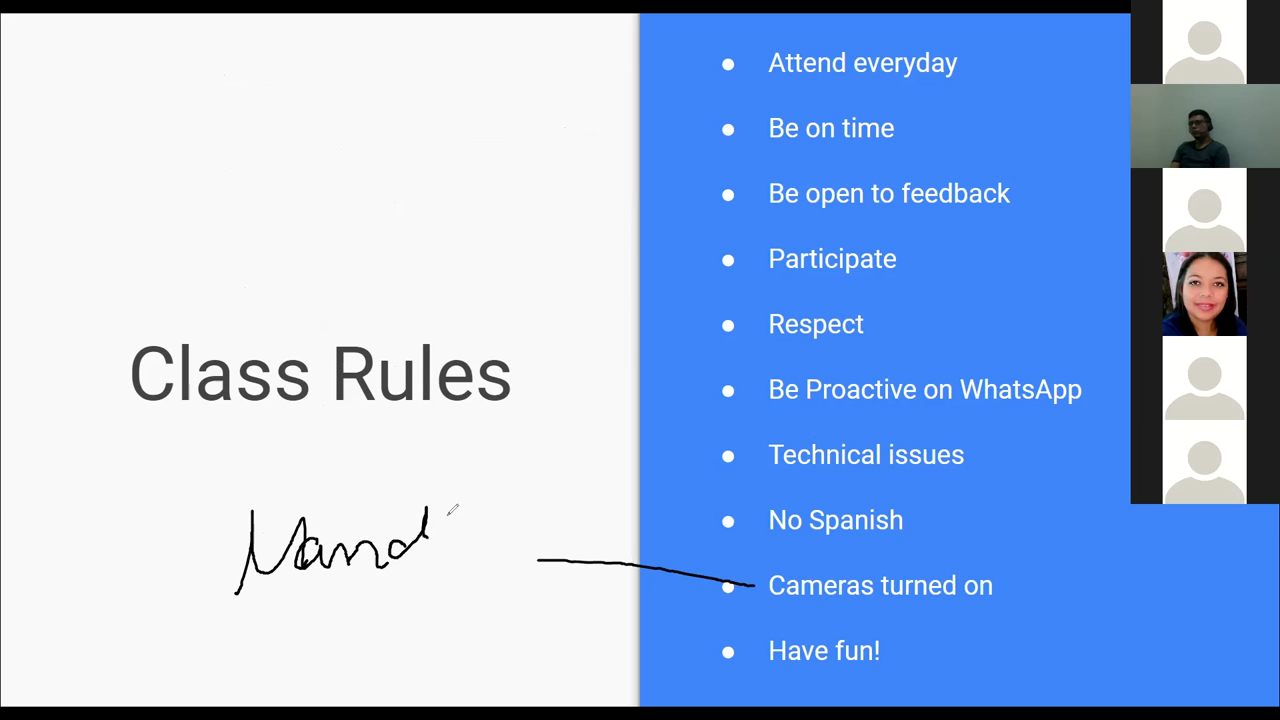 Attend everyday
Be on time
Be open to feedback
Participate
Respect
Class Rules
Be Proactive on WhatsApp
Technical issues
No Spanish
Mand
Cameras turned on
Have fun!